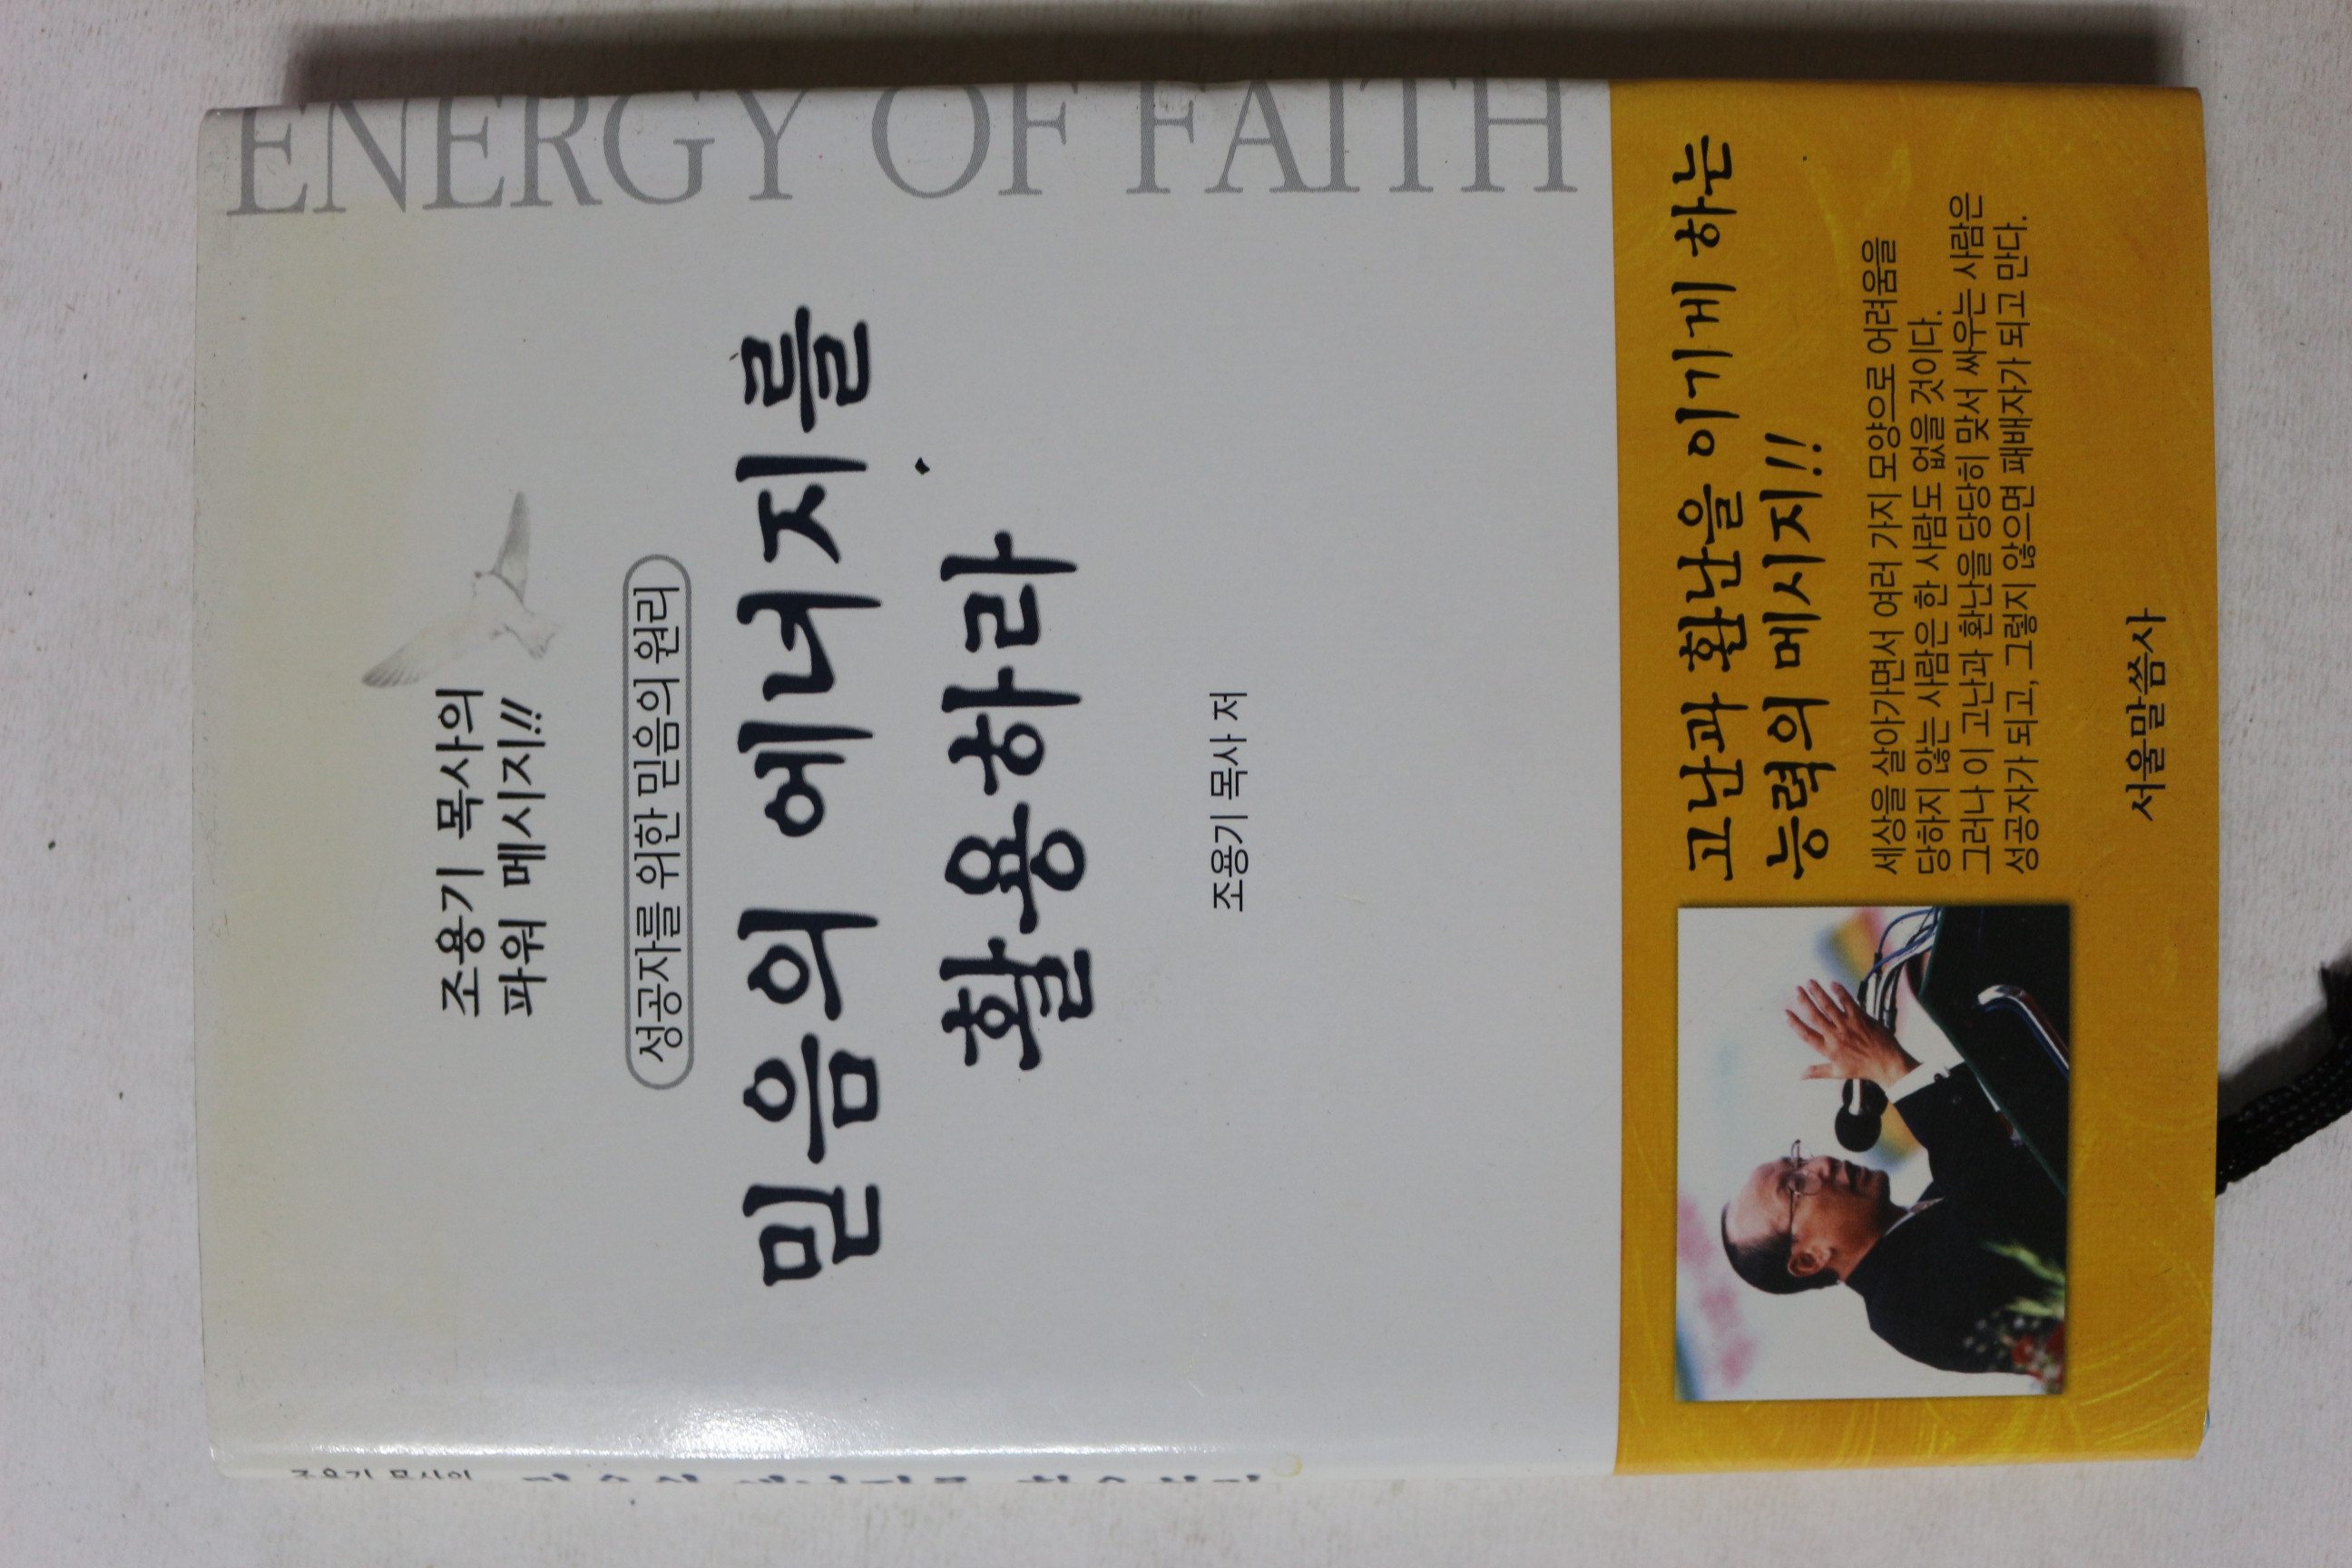 ENERGY OF FAITH
조용기 목사의
파워 메시지!!
성공자를 위한 믿음의 원리
믿음의 에너지를
활용하라
조용기 목사 저
고난과 환난을 이기게 하는
능력의 메시지!!
세상을 살아가면서 여러 가지 모양으로 어려움을
당하지 않는 사람은 한 사람도 없을 것이다.
그러나 이 고난과 환난을 당당히 맞서 싸우는 사람은
성공자가 되고, 그렇지 않으면 패배자가 되고 만다.
서울말씀사
조용기 목사의